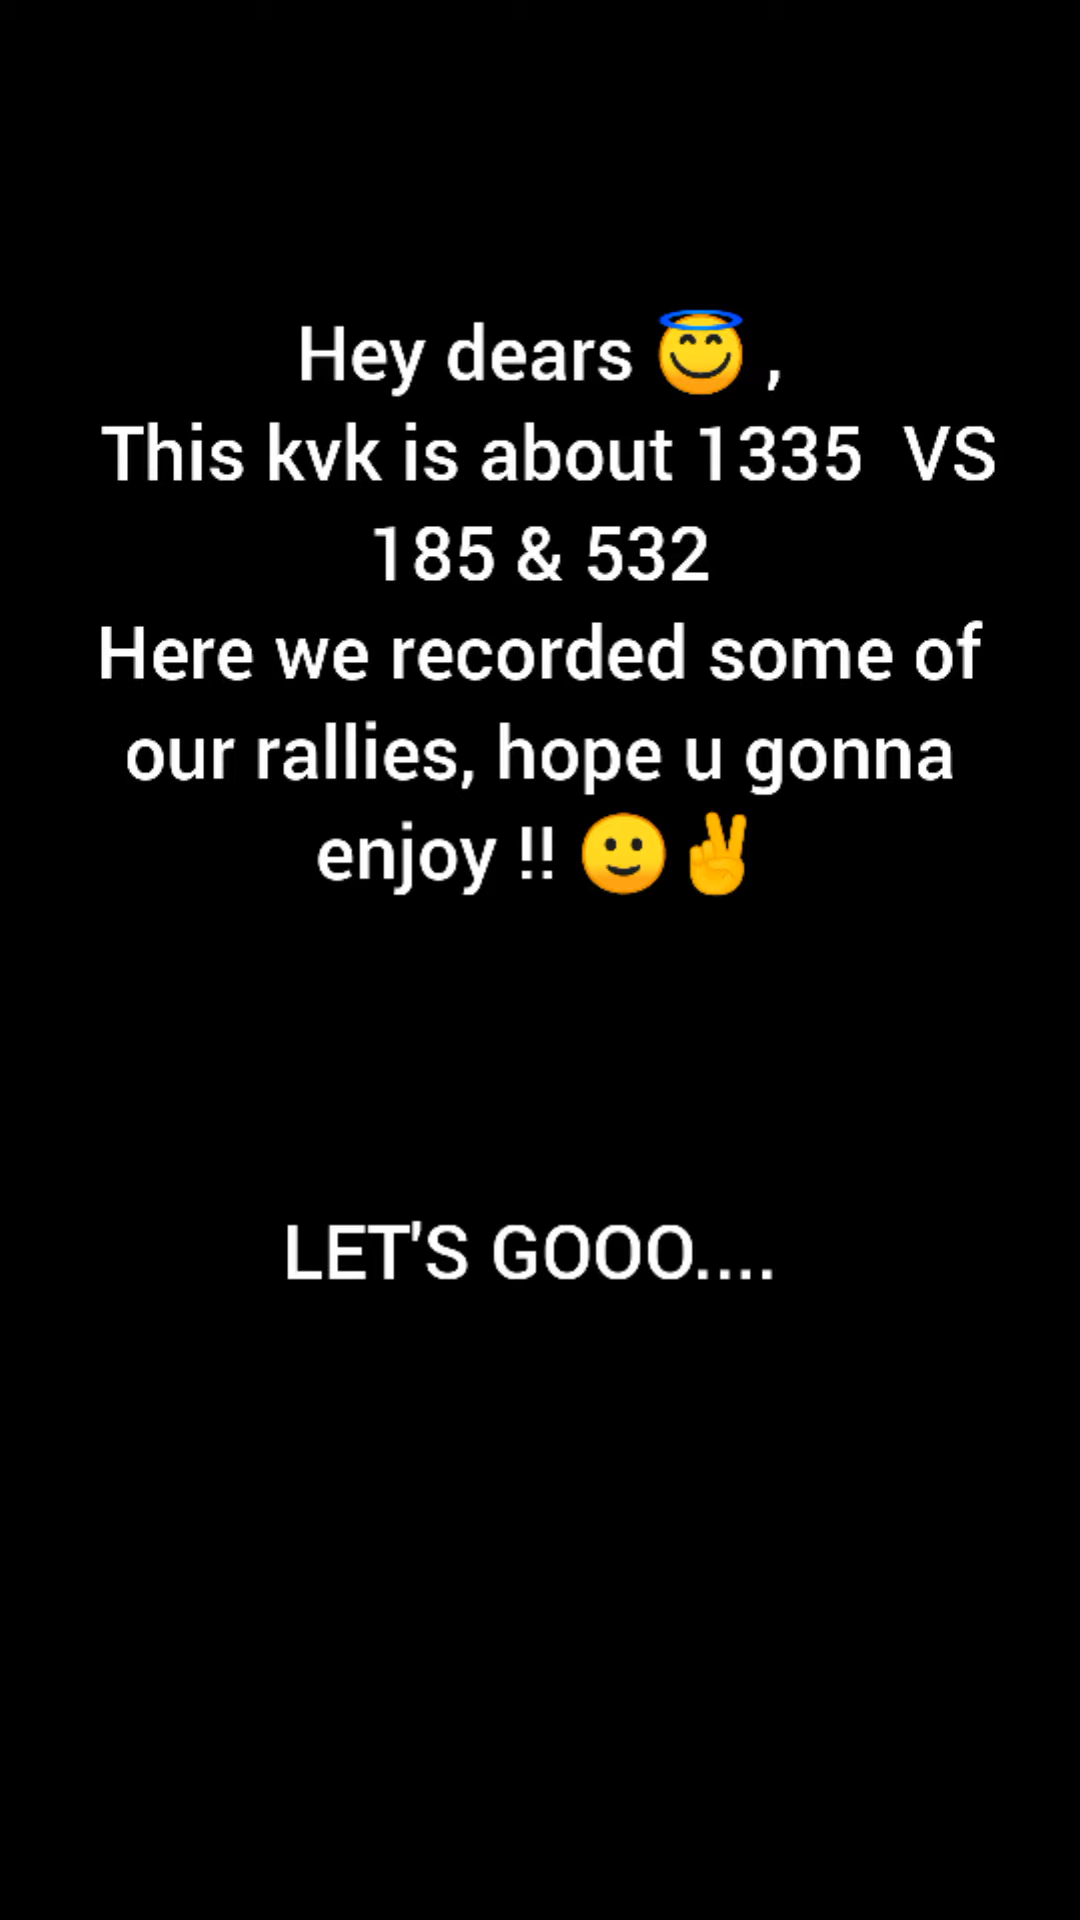 Hey dears 😇 ,
This kvk is about 1335  VS
185 & 532
Here we recorded some of
our rallies, hope u gonna
enjoy !! 🙂✌
LET'S GOOO....